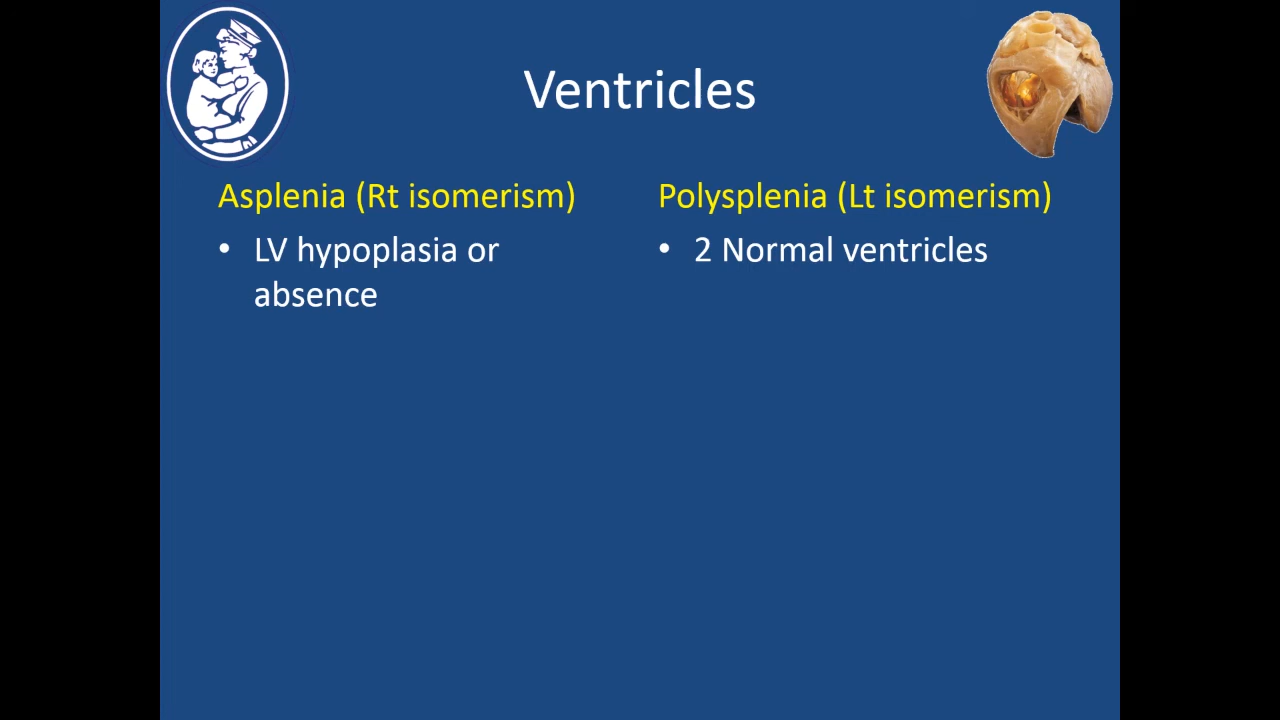 Ventricles
Asplenia (Rt isomerism)
• LV hypoplasia or
absence
Polysplenia (Lt isomerism)
• 2 Normal ventricles